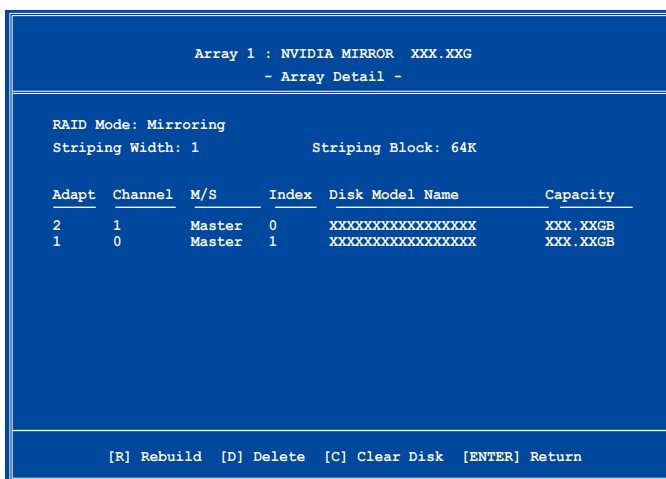 Array 1 : NVIDIA MIRROR XXX.XXG
- Array Detail -
RAID Mode: Mirroring
Striping Width: 1 Striping Block: 64K
Adapt Channel M/S Index Disk Model Name Capacity
2 1 Master 0 XXXXXXXXXXXXXXXXX XXX.XXGB
1 0 Master 1 XXXXXXXXXXXXXXXXX XXX.XXGB
[R] Rebuild [D] Delete [C] Clear Disk [ENTER] Return